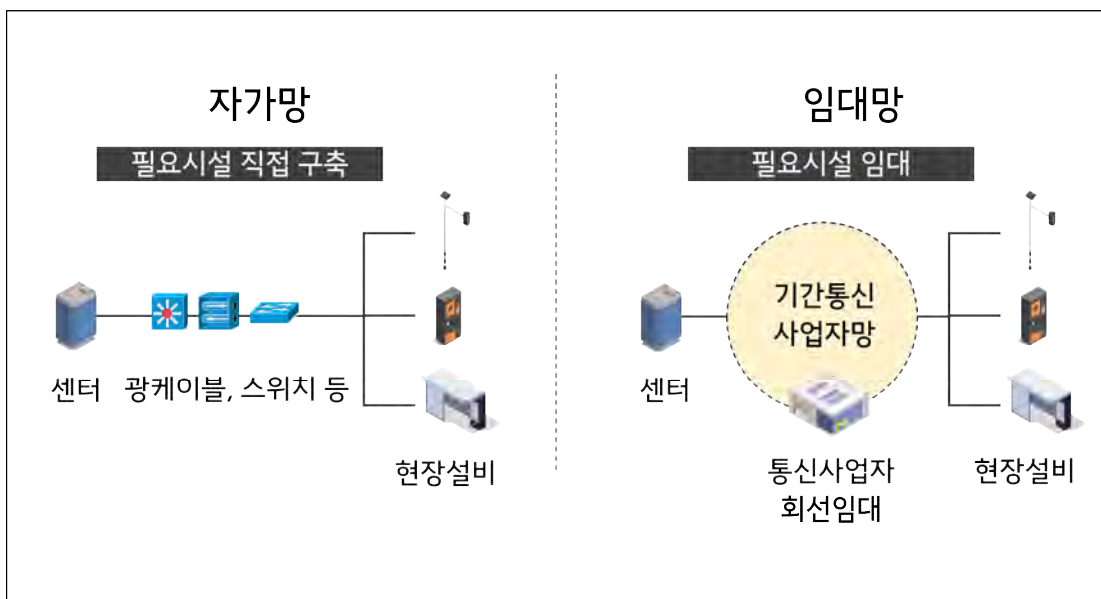 자가망
필요시설 직접 구축
센터
광케이블, 스위치 등
현장설비
임대망
필요시설 임대
기간통신
사업자망
센터
통신사업자
회선임대
현장설비